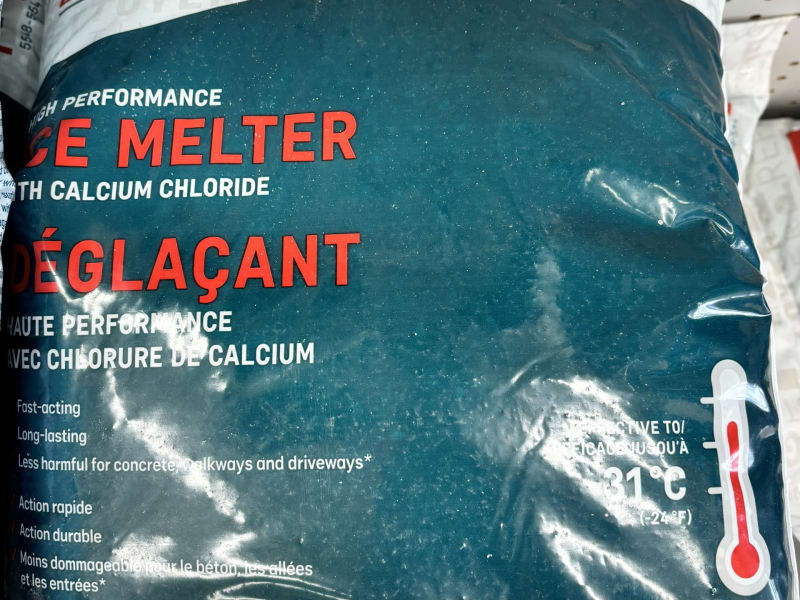 HIGH PERFORMANCE
ICE MELTER
WITH CALCIUM CHLORIDE
DÉGLAÇANT
HAUTE PERFORMANCE
AVEC CHLORURE DE CALCIUM
Fast-acting
Long-lasting
Less harmful for concrete, walkways and driveways*
Action rapide
Action durable
Moins dommageable pour le béton, les allées
et les entrées*
EFFECTIVE TO/
EFFICACE JUSQU'À
-31°C
(-24°F)